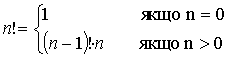 n!= { 1 якщо n = 0
(n−1)!·n якщо n > 0